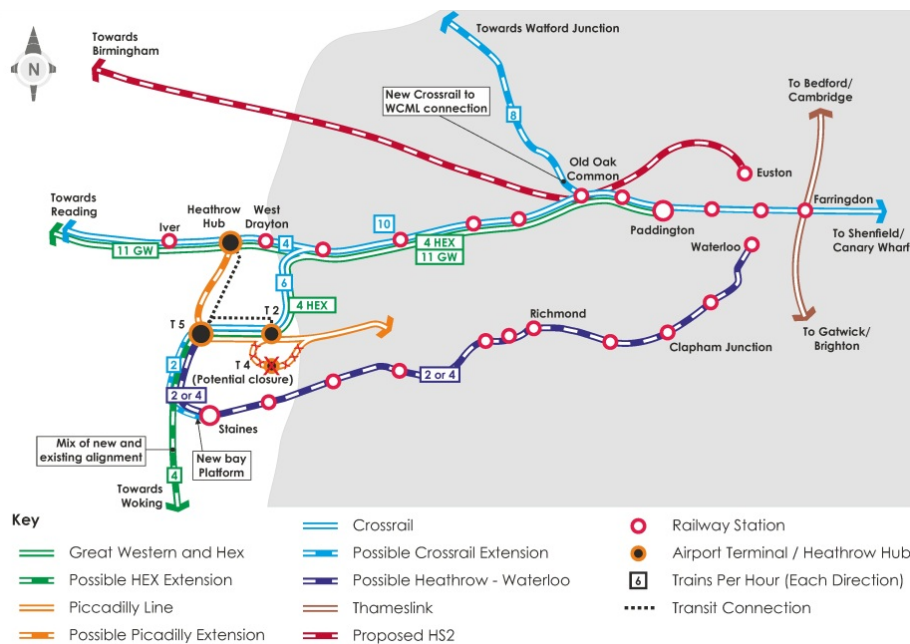 Towards Watford Junction
Towards
Birmingham
N
New Crossrail to
WCML connection
8
To Bedford/
Cambridge
Old Oak
Common
Euston
Towards
Reading
Heathrow
Hub
West
Drayton
Iver
10
4
4 HEX
11 GW
11 GW
Paddington
Farringdon
To Shenfield/
Canary Wharf
Waterloo
6
4 HEX
T 2
T 5
Richmond
To Gatwick/
Brighton
Clapham Junction
T 4
(Potential closure)
2
2 or 4
2 or 4
Staines
Mix of new and
existing alignment
New bay
Platform
4
Towards
Woking
Key
Great Western and Hex
Possible HEX Extension
Piccadilly Line
Possible Picadilly Extension
Crossrail
Possible Crossrail Extension
Possible Heathrow - Waterloo
Thameslink
Proposed HS2
Railway Station
Airport Terminal / Heathrow Hub
6 Trains Per Hour (Each Direction)
Transit Connection